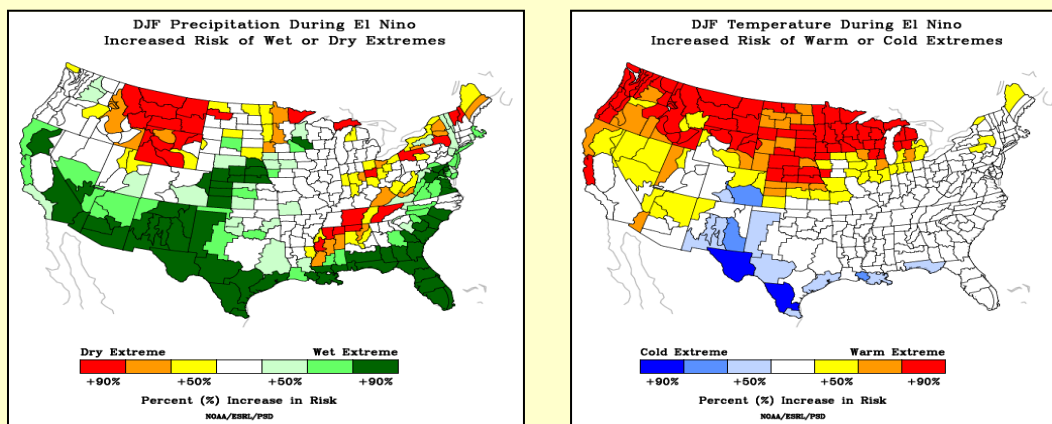 DJF Precipitation During El Nino
Increased Risk of Wet or Dry Extremes
Dry Extreme Wet Extreme
+90% +50% +50% +90%
Percent (%) Increase in Risk
NOAA/ESRL/PSD
DJF Temperature During El Nino
Increased Risk of Warm or Cold Extremes
Cold Extreme Warm Extreme
+90% +50% +50% +90%
Percent (%) Increase in Risk
NOAA/ESRL/PSD